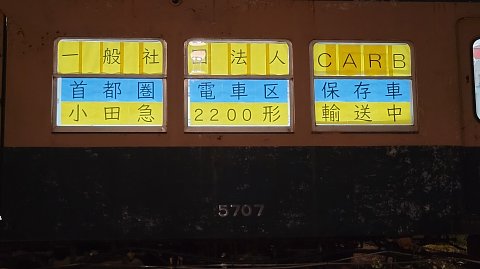 一般社団法人 CARB
首都圏電車区保存車
小田急2200形輸送中
5707